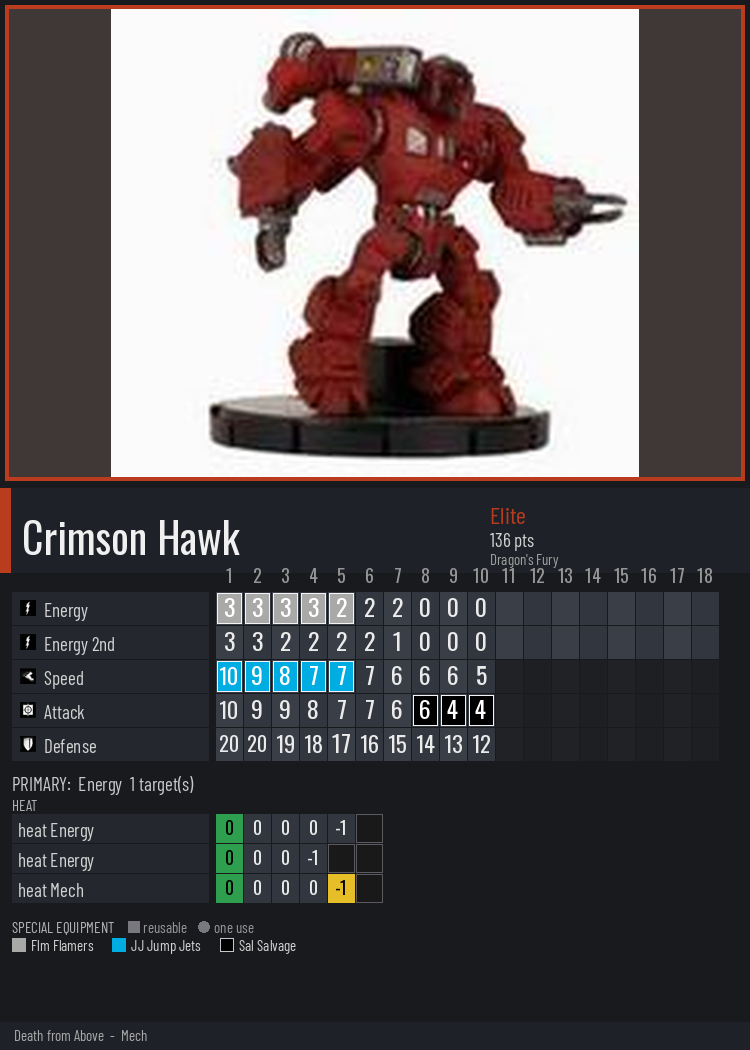 Crimson Hawk
Elite
136 pts
Dragon's Fury
1 2 3 4 5 6 7 8 9 10 11 12 13 14 15 16 17 18
Energy 3 3 3 3 2 2 2 0 0 0
Energy 2nd 3 3 2 2 2 2 1 0 0 0
Speed 10 9 8 7 7 7 6 6 6 5
Attack 10 9 9 8 7 7 6 6 4 4
Defense 20 20 19 18 17 16 15 14 13 12
PRIMARY: Energy 1 target(s)
HEAT
heat Energy 0 0 0 0 -1
heat Energy 0 0 0 -1
heat Mech 0 0 0 0 -1
SPECIAL EQUIPMENT reusable one use
Flm Flamers JJ Jump Jets Sal Salvage
Death from Above - Mech